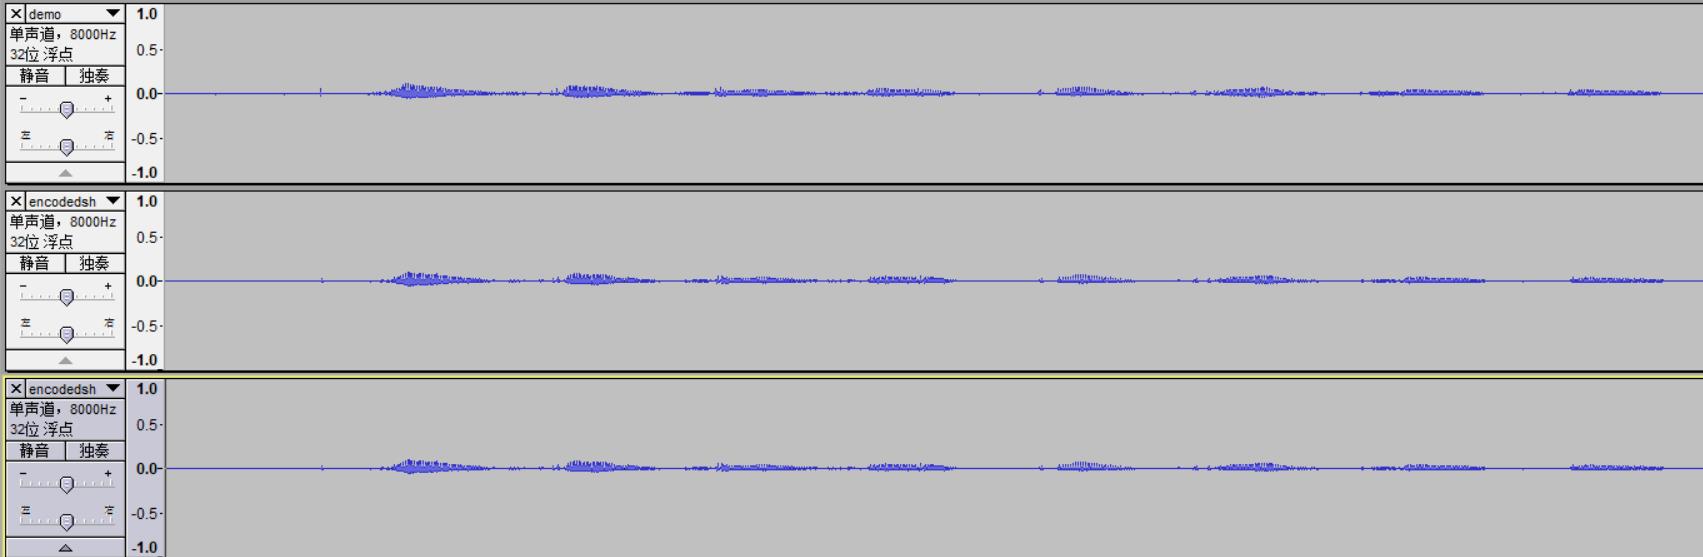 × demo ▼
单声道，8000Hz
32位 浮点
静音 独奏
- +
左 右
1.0
0.5-
0.0-
-0.5-
-1.0
× encodedsh ▼
单声道，8000Hz
32位 浮点
静音 独奏
- +
左 右
1.0
0.5-
0.0-
-0.5-
-1.0
× encodedsh ▼
单声道，8000Hz
32位 浮点
静音 独奏
- +
左 右
1.0
0.5-
0.0-
-0.5-
-1.0